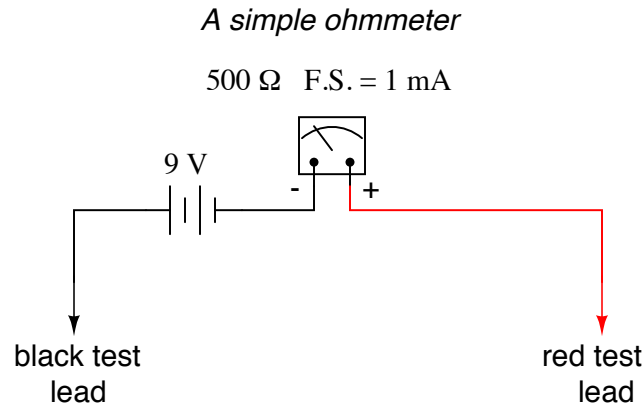 A simple ohmmeter
500 Ω F.S. = 1 mA
9 V
- +
black test
lead
red test
lead